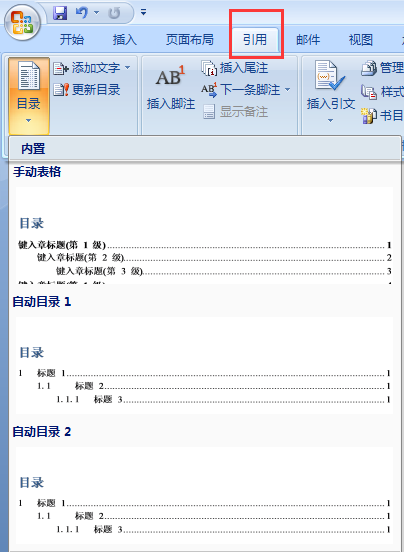 开始 插入 页面布局 引用 邮件 视图
目录 添加文字 更新目录 AB1 插入脚注 插入尾注 AB1 下一条脚注 显示备注 插入引文 管理 样式 书目
内置
手动表格
目录
键入章标题(第 1 级)........1
键入章标题(第 2 级)........2
键入章标题(第 3 级)........3
自动目录 1
目录
1 标题 1........1
1.1 标题 2........1
1.1.1 标题 3........1
自动目录 2
目录
1 标题 1........1
1.1 标题 2........1
1.1.1 标题 3........1